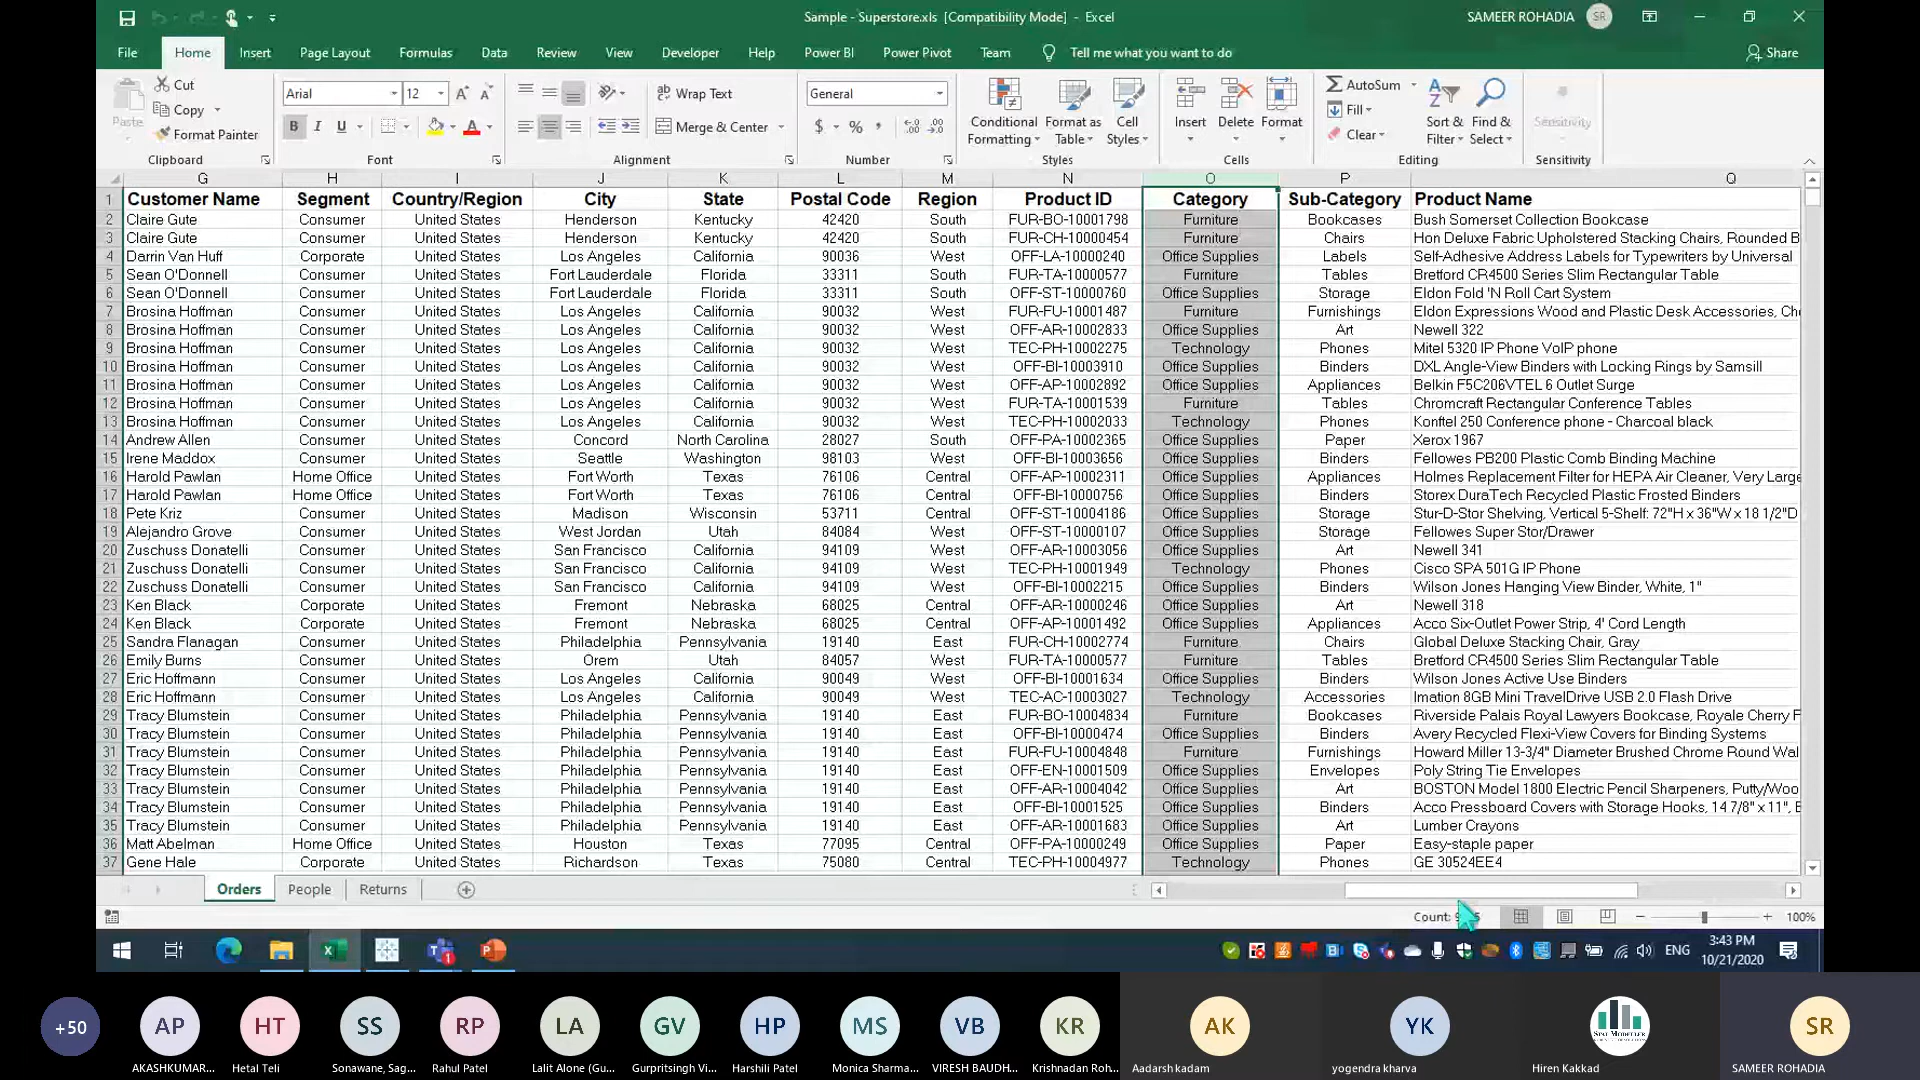 Sample - Superstore.xls [Compatibility Mode] - Excel
SAMEER ROHADIA SR
File Home Insert Page Layout Formulas Data Review View Developer Help Power BI Power Pivot Team Tell me what you want to do Share
Paste Cut Copy Format Painter Clipboard
Arial 12 B I U A A Font
ab Wrap Text Merge & Center Alignment
General $ % , Number
Conditional Formatting Format as Table Cell Styles Styles
Insert Delete Format Cells
AutoSum Fill Clear Sort & Filter Find & Select Editing
Sensitivity Sensitivity
G H I J K L M N O P Q
1 Customer Name Segment Country/Region City State Postal Code Region Product ID Category Sub-Category Product Name
2 Claire Gute Consumer United States Henderson Kentucky 42420 South FUR-BO-10001798 Furniture Bookcases Bush Somerset Collection Bookcase
3 Claire Gute Consumer United States Henderson Kentucky 42420 South FUR-CH-10000454 Furniture Chairs Hon Deluxe Fabric Upholstered Stacking Chairs, Rounded B
4 Darrin Van Huff Corporate United States Los Angeles California 90036 West OFF-LA-10000240 Office Supplies Labels Self-Adhesive Address Labels for Typewriters by Universal
5 Sean O'Donnell Consumer United States Fort Lauderdale Florida 33311 South FUR-TA-10000577 Furniture Tables Bretford CR4500 Series Slim Rectangular Table
6 Sean O'Donnell Consumer United States Fort Lauderdale Florida 33311 South OFF-ST-10000760 Office Supplies Storage Eldon Fold 'N Roll Cart System
7 Brosina Hoffman Consumer United States Los Angeles California 90032 West FUR-FU-10001487 Furniture Furnishings Eldon Expressions Wood and Plastic Desk Accessories, Che
8 Brosina Hoffman Consumer United States Los Angeles California 90032 West OFF-AR-10002833 Office Supplies Art Newell 322
9 Brosina Hoffman Consumer United States Los Angeles California 90032 West TEC-PH-10002275 Technology Phones Mitel 5320 IP Phone VoIP phone
10 Brosina Hoffman Consumer United States Los Angeles California 90032 West OFF-BI-10003910 Office Supplies Binders DXL Angle-View Binders with Locking Rings by Samsill
11 Brosina Hoffman Consumer United States Los Angeles California 90032 West OFF-AP-10002892 Office Supplies Appliances Belkin F5C206VTEL 6 Outlet Surge
12 Brosina Hoffman Consumer United States Los Angeles California 90032 West FUR-TA-10001539 Furniture Tables Chromcraft Rectangular Conference Tables
13 Brosina Hoffman Consumer United States Los Angeles California 90032 West TEC-PH-10002033 Technology Phones Konftel 250 Conference phone - Charcoal black
14 Andrew Allen Consumer United States Concord North Carolina 28027 South OFF-PA-10002365 Office Supplies Paper Xerox 1967
15 Irene Maddox Consumer United States Seattle Washington 98103 West OFF-BI-10003656 Office Supplies Binders Fellowes PB200 Plastic Comb Binding Machine
16 Harold Pawlan Home Office United States Fort Worth Texas 76106 Central OFF-AP-10002311 Office Supplies Appliances Holmes Replacement Filter for HEPA Air Cleaner, Very Large
17 Harold Pawlan Home Office United States Fort Worth Texas 76106 Central OFF-BI-10000756 Office Supplies Binders Storex DuraTech Recycled Plastic Frosted Binders
18 Pete Kriz Consumer United States Madison Wisconsin 53711 Central OFF-ST-10004186 Office Supplies Storage Stur-D-Stor Shelving, Vertical 5-Shelf: 72"H x 36"W x 18 1/2"D
19 Alejandro Grove Consumer United States West Jordan Utah 84084 West OFF-ST-10000107 Office Supplies Storage Fellowes Super Stor/Drawer
20 Zuschuss Donatelli Consumer United States San Francisco California 94109 West OFF-AR-10003056 Office Supplies Art Newell 341
21 Zuschuss Donatelli Consumer United States San Francisco California 94109 West TEC-PH-10001949 Technology Phones Cisco SPA 501G IP Phone
22 Zuschuss Donatelli Consumer United States San Francisco California 94109 West OFF-BI-10002215 Office Supplies Binders Wilson Jones Hanging View Binder, White, 1"
23 Ken Black Corporate United States Fremont Nebraska 68025 Central OFF-AR-10000246 Office Supplies Art Newell 318
24 Ken Black Corporate United States Fremont Nebraska 68025 Central OFF-AP-10001492 Office Supplies Appliances Acco Six-Outlet Power Strip, 4' Cord Length
25 Sandra Flanagan Consumer United States Philadelphia Pennsylvania 19140 East FUR-CH-10002774 Furniture Chairs Global Deluxe Stacking Chair, Gray
26 Emily Burns Consumer United States Orem Utah 84057 West FUR-TA-10000577 Furniture Tables Bretford CR4500 Series Slim Rectangular Table
27 Eric Hoffmann Consumer United States Los Angeles California 90049 West OFF-BI-10001634 Office Supplies Binders Wilson Jones Active Use Binders
28 Eric Hoffmann Consumer United States Los Angeles California 90049 West TEC-AC-10003027 Technology Accessories Imation 8GB Mini TravelDrive USB 2.0 Flash Drive
29 Tracy Blumstein Consumer United States Philadelphia Pennsylvania 19140 East FUR-BO-10004834 Furniture Bookcases Riverside Palais Royal Lawyers Bookcase, Royale Cherry F
30 Tracy Blumstein Consumer United States Philadelphia Pennsylvania 19140 East OFF-BI-10000474 Office Supplies Binders Avery Recycled Flexi-View Covers for Binding Systems
31 Tracy Blumstein Consumer United States Philadelphia Pennsylvania 19140 East FUR-FU-10004848 Furniture Furnishings Howard Miller 13-3/4" Diameter Brushed Chrome Round Wal
32 Tracy Blumstein Consumer United States Philadelphia Pennsylvania 19140 East OFF-EN-10001509 Office Supplies Envelopes Poly String Tie Envelopes
33 Tracy Blumstein Consumer United States Philadelphia Pennsylvania 19140 East OFF-AR-10004042 Office Supplies Art BOSTON Model 1800 Electric Pencil Sharpeners, Putty/Woo
34 Tracy Blumstein Consumer United States Philadelphia Pennsylvania 19140 East OFF-BI-10001525 Office Supplies Binders Acco Pressboard Covers with Storage Hooks, 14 7/8" x 11", E
35 Tracy Blumstein Consumer United States Philadelphia Pennsylvania 19140 East OFF-AR-10001683 Office Supplies Art Lumber Crayons
36 Matt Abelman Home Office United States Houston Texas 77095 Central OFF-PA-10000249 Office Supplies Paper Easy-staple paper
37 Gene Hale Corporate United States Richardson Texas 75080 Central TEC-PH-10004977 Technology Phones GE 30524EE4
Orders People Returns
Count: 100%
ENG 3:43 PM
10/21/2020
+50 AP HT SS RP LA GV HP MS VB KR AK YK STAT MODELLER SR
AKASHKUMAR... Hetal Teli Sonawane, Sag... Rahul Patel Lalit Alone (Gu... Gurpritsingh Vi... Harshili Patel Monica Sharma... VIRESH BAUDH... Krishnadan Roh... Aadarsh kadam yogendra kharva Hiren Kakkad SAMEER ROHADIA